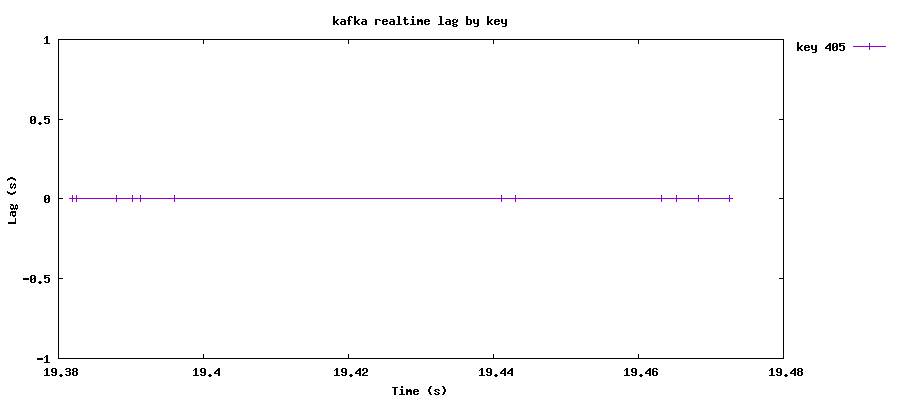 kafka realtime lag by key
key 405
1
0.5
0
-0.5
-1
Lag (s)
19.38 19.4 19.42 19.44 19.46 19.48
Time (s)